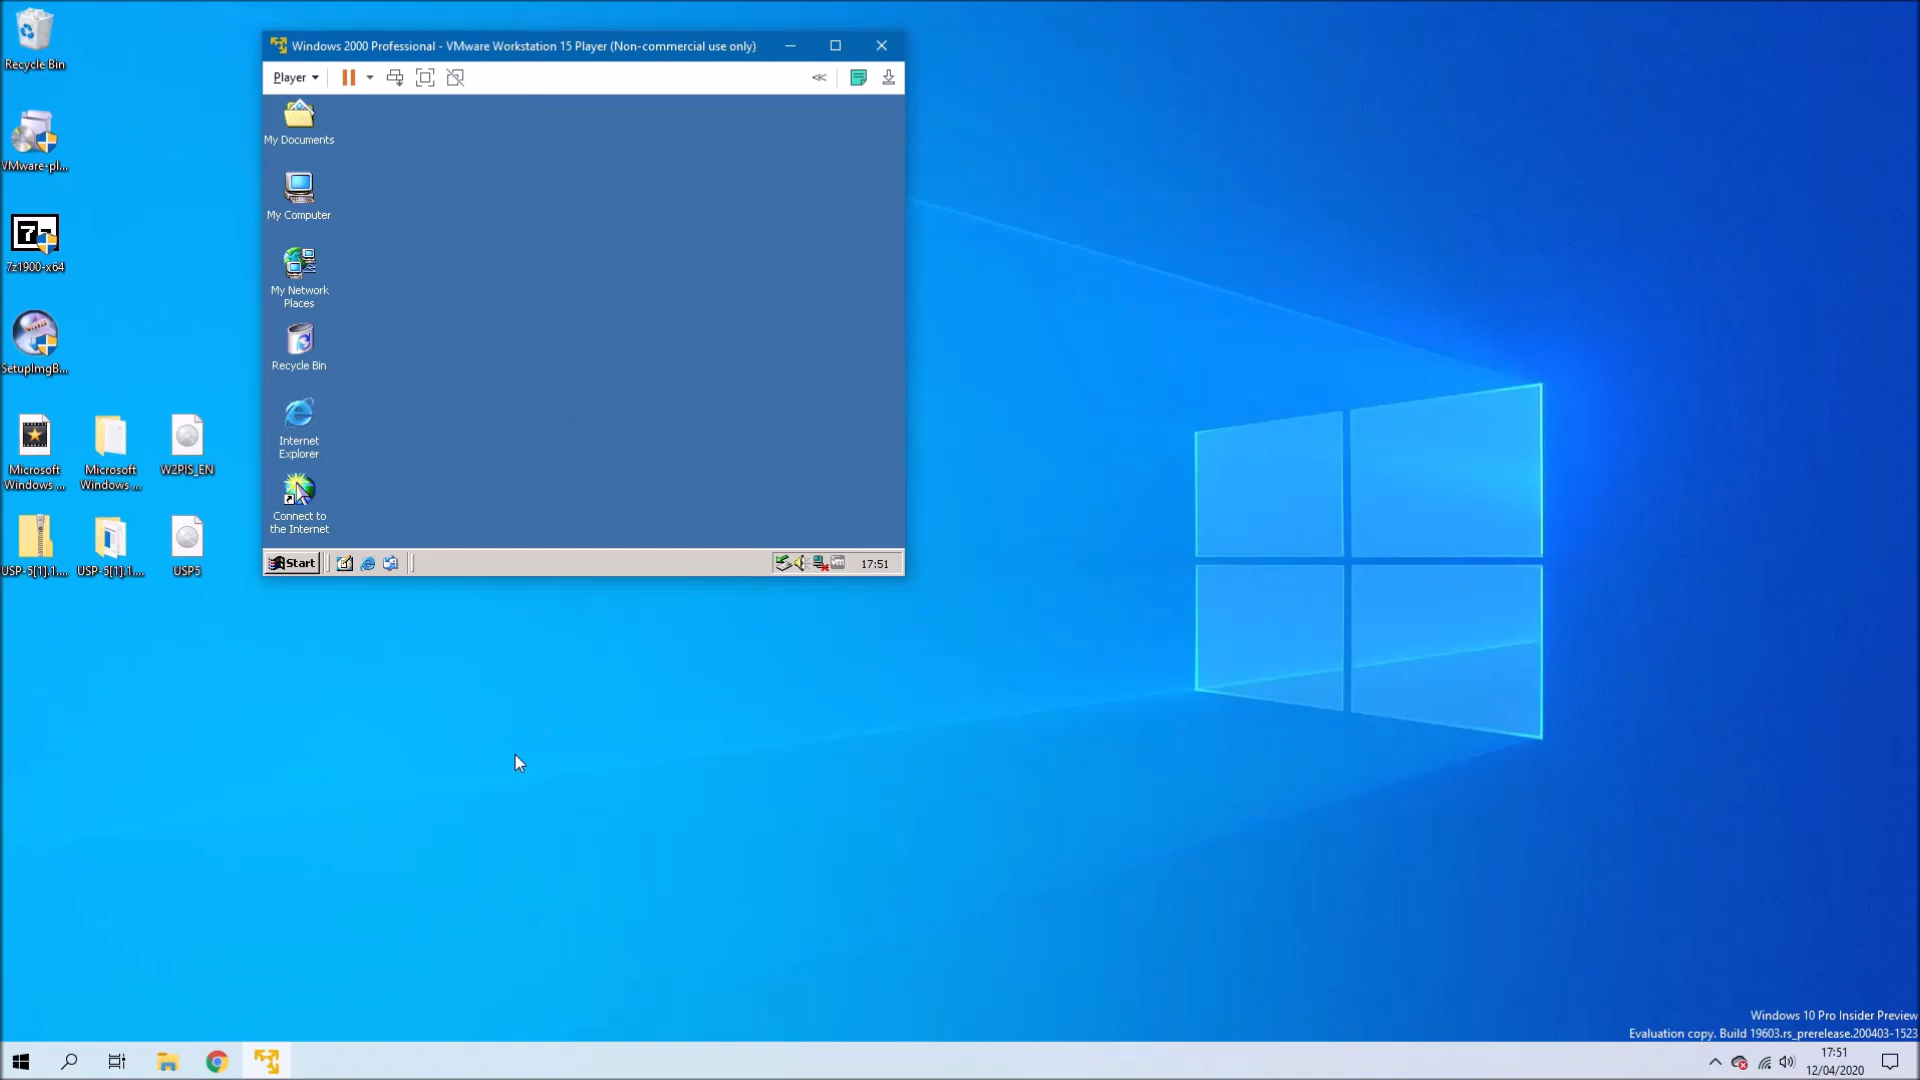 Recycle Bin
VMware-pl...
7z1900-x64
SetupImgB...
Microsoft
Windows ...
Microsoft
Windows ...
W2PIS_EN
USP-5[1].1....
USP-5[1].1....
USP5
Windows 2000 Professional - VMware Workstation 15 Player (Non-commercial use only)
Player
My Documents
My Computer
My Network
Places
Recycle Bin
Internet
Explorer
Connect to
the Internet
Start
17:51
Windows 10 Pro Insider Preview
Evaluation copy. Build 19603.rs_prerelease.200403-1523
17:51
12/04/2020